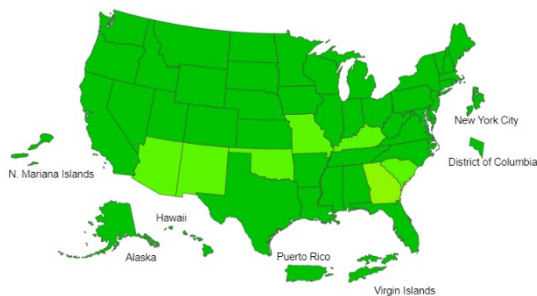 New York City
District of Columbia
N. Mariana Islands
Hawaii
Alaska
Puerto Rico
Virgin Islands